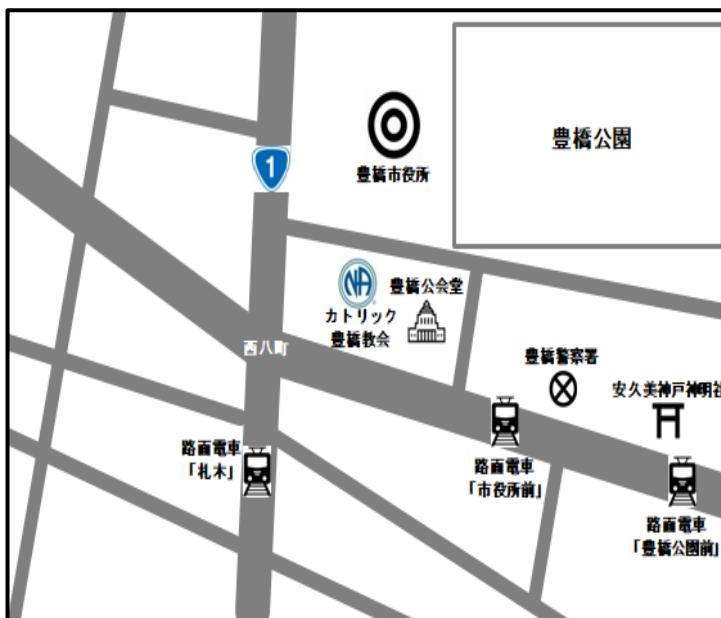 豊橋公園
豊橋市役所
1
NA
豊橋公会堂
カトリック
豊橋教会
西八町
豊橋警察署
安久美神戸神明社
路面電車
「札木」
路面電車
「市役所前」
路面電車
「豊橋公園前」